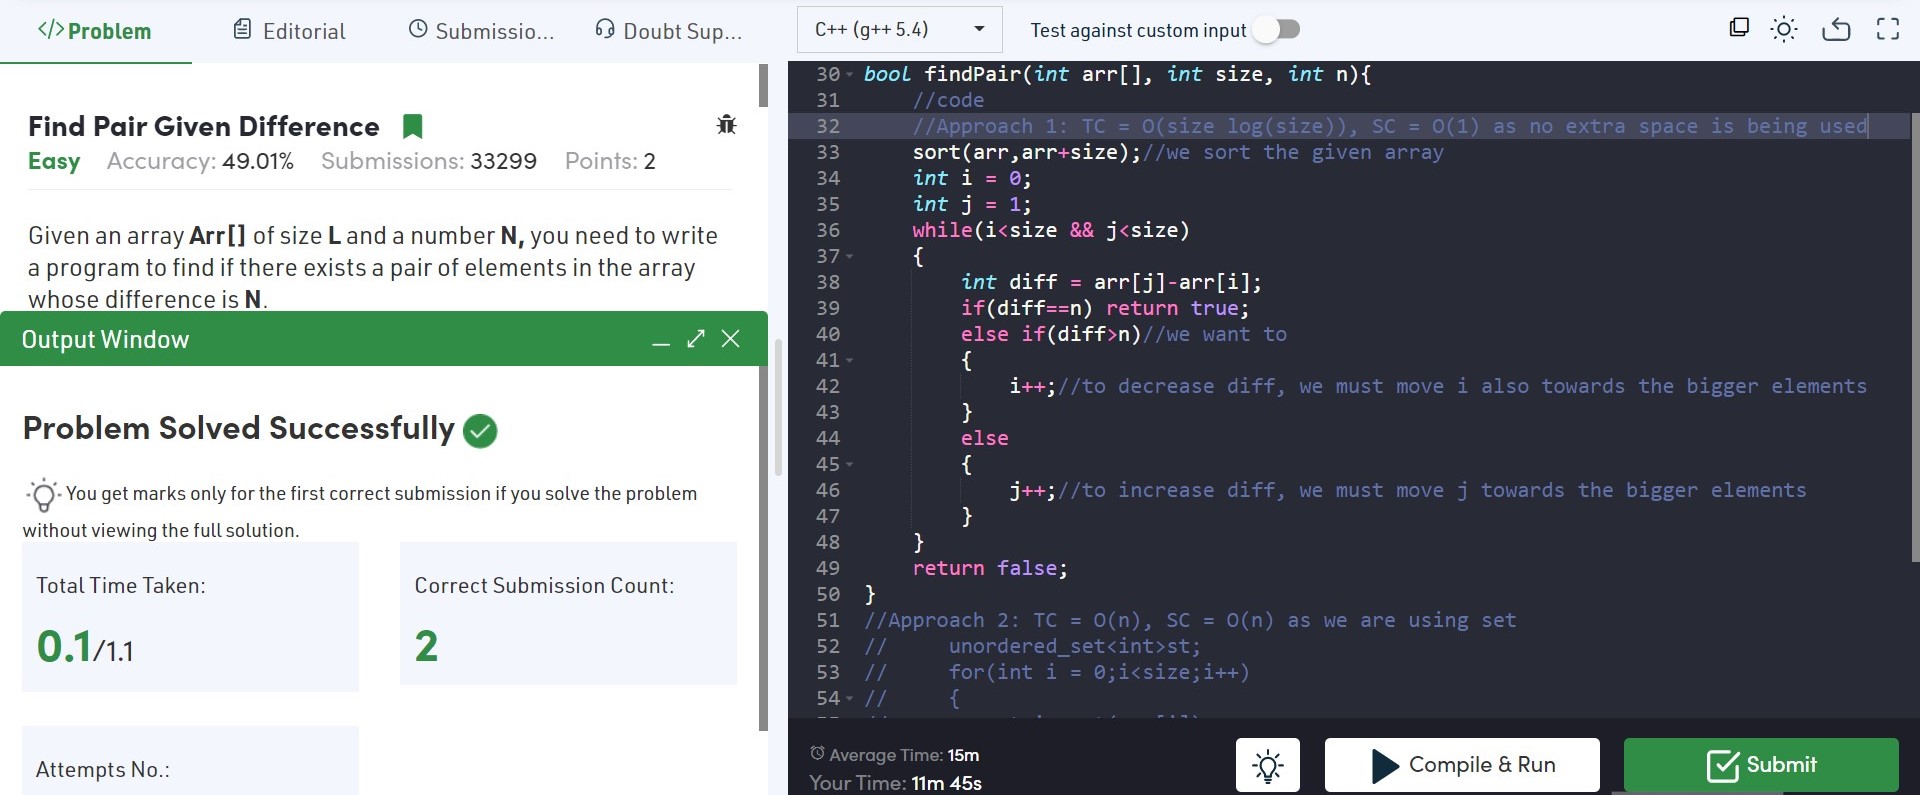 </>Problem
Editorial
Submissio...
Doubt Sup...
Find Pair Given Difference
Easy Accuracy: 49.01% Submissions: 33299 Points: 2
Given an array Arr[] of size L and a number N, you need to write
a program to find if there exists a pair of elements in the array
whose difference is N.
Output Window
Problem Solved Successfully
You get marks only for the first correct submission if you solve the problem
without viewing the full solution.
Total Time Taken:
0.1/1.1
Correct Submission Count:
2
Attempts No.:
C++ (g++ 5.4)
Test against custom input
30 bool findPair(int arr[], int size, int n){
31 //code
32 //Approach 1: TC = O(size log(size)), SC = O(1) as no extra space is being used
33 sort(arr,arr+size);//we sort the given array
34 int i = 0;
35 int j = 1;
36 while(i<size && j<size)
37 {
38 int diff = arr[j]-arr[i];
39 if(diff==n) return true;
40 else if(diff>n)//we want to
41 {
42 i++;//to decrease diff, we must move i also towards the bigger elements
43 }
44 else
45 {
46 j++;//to increase diff, we must move j towards the bigger elements
47 }
48 }
49 return false;
50 }
51 //Approach 2: TC = O(n), SC = O(n) as we are using set
52 // unordered_set<int>st;
53 // for(int i = 0;i<size;i++)
54 // {
Average Time: 15m
Your Time: 11m 45s
Compile & Run
Submit